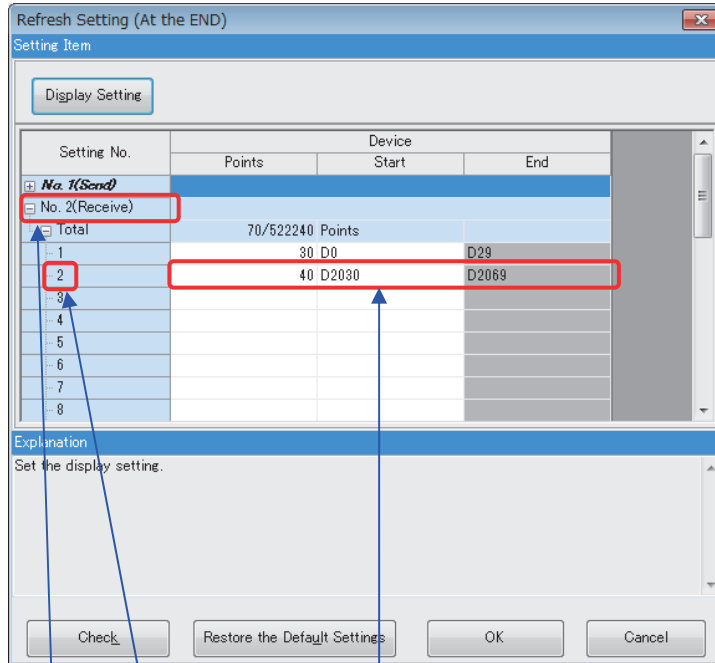 Refresh Setting (At the END)
Setting Item
Display Setting
Setting No.
Device
Points Start End
No. 1(Send)
No. 2(Receive)
Total 70/522240 Points
1 30 D0 D29
2 40 D2030 D2069
3
4
5
6
7
8
Explanation
Set the display setting.
Check Restore the Default Settings OK Cancel